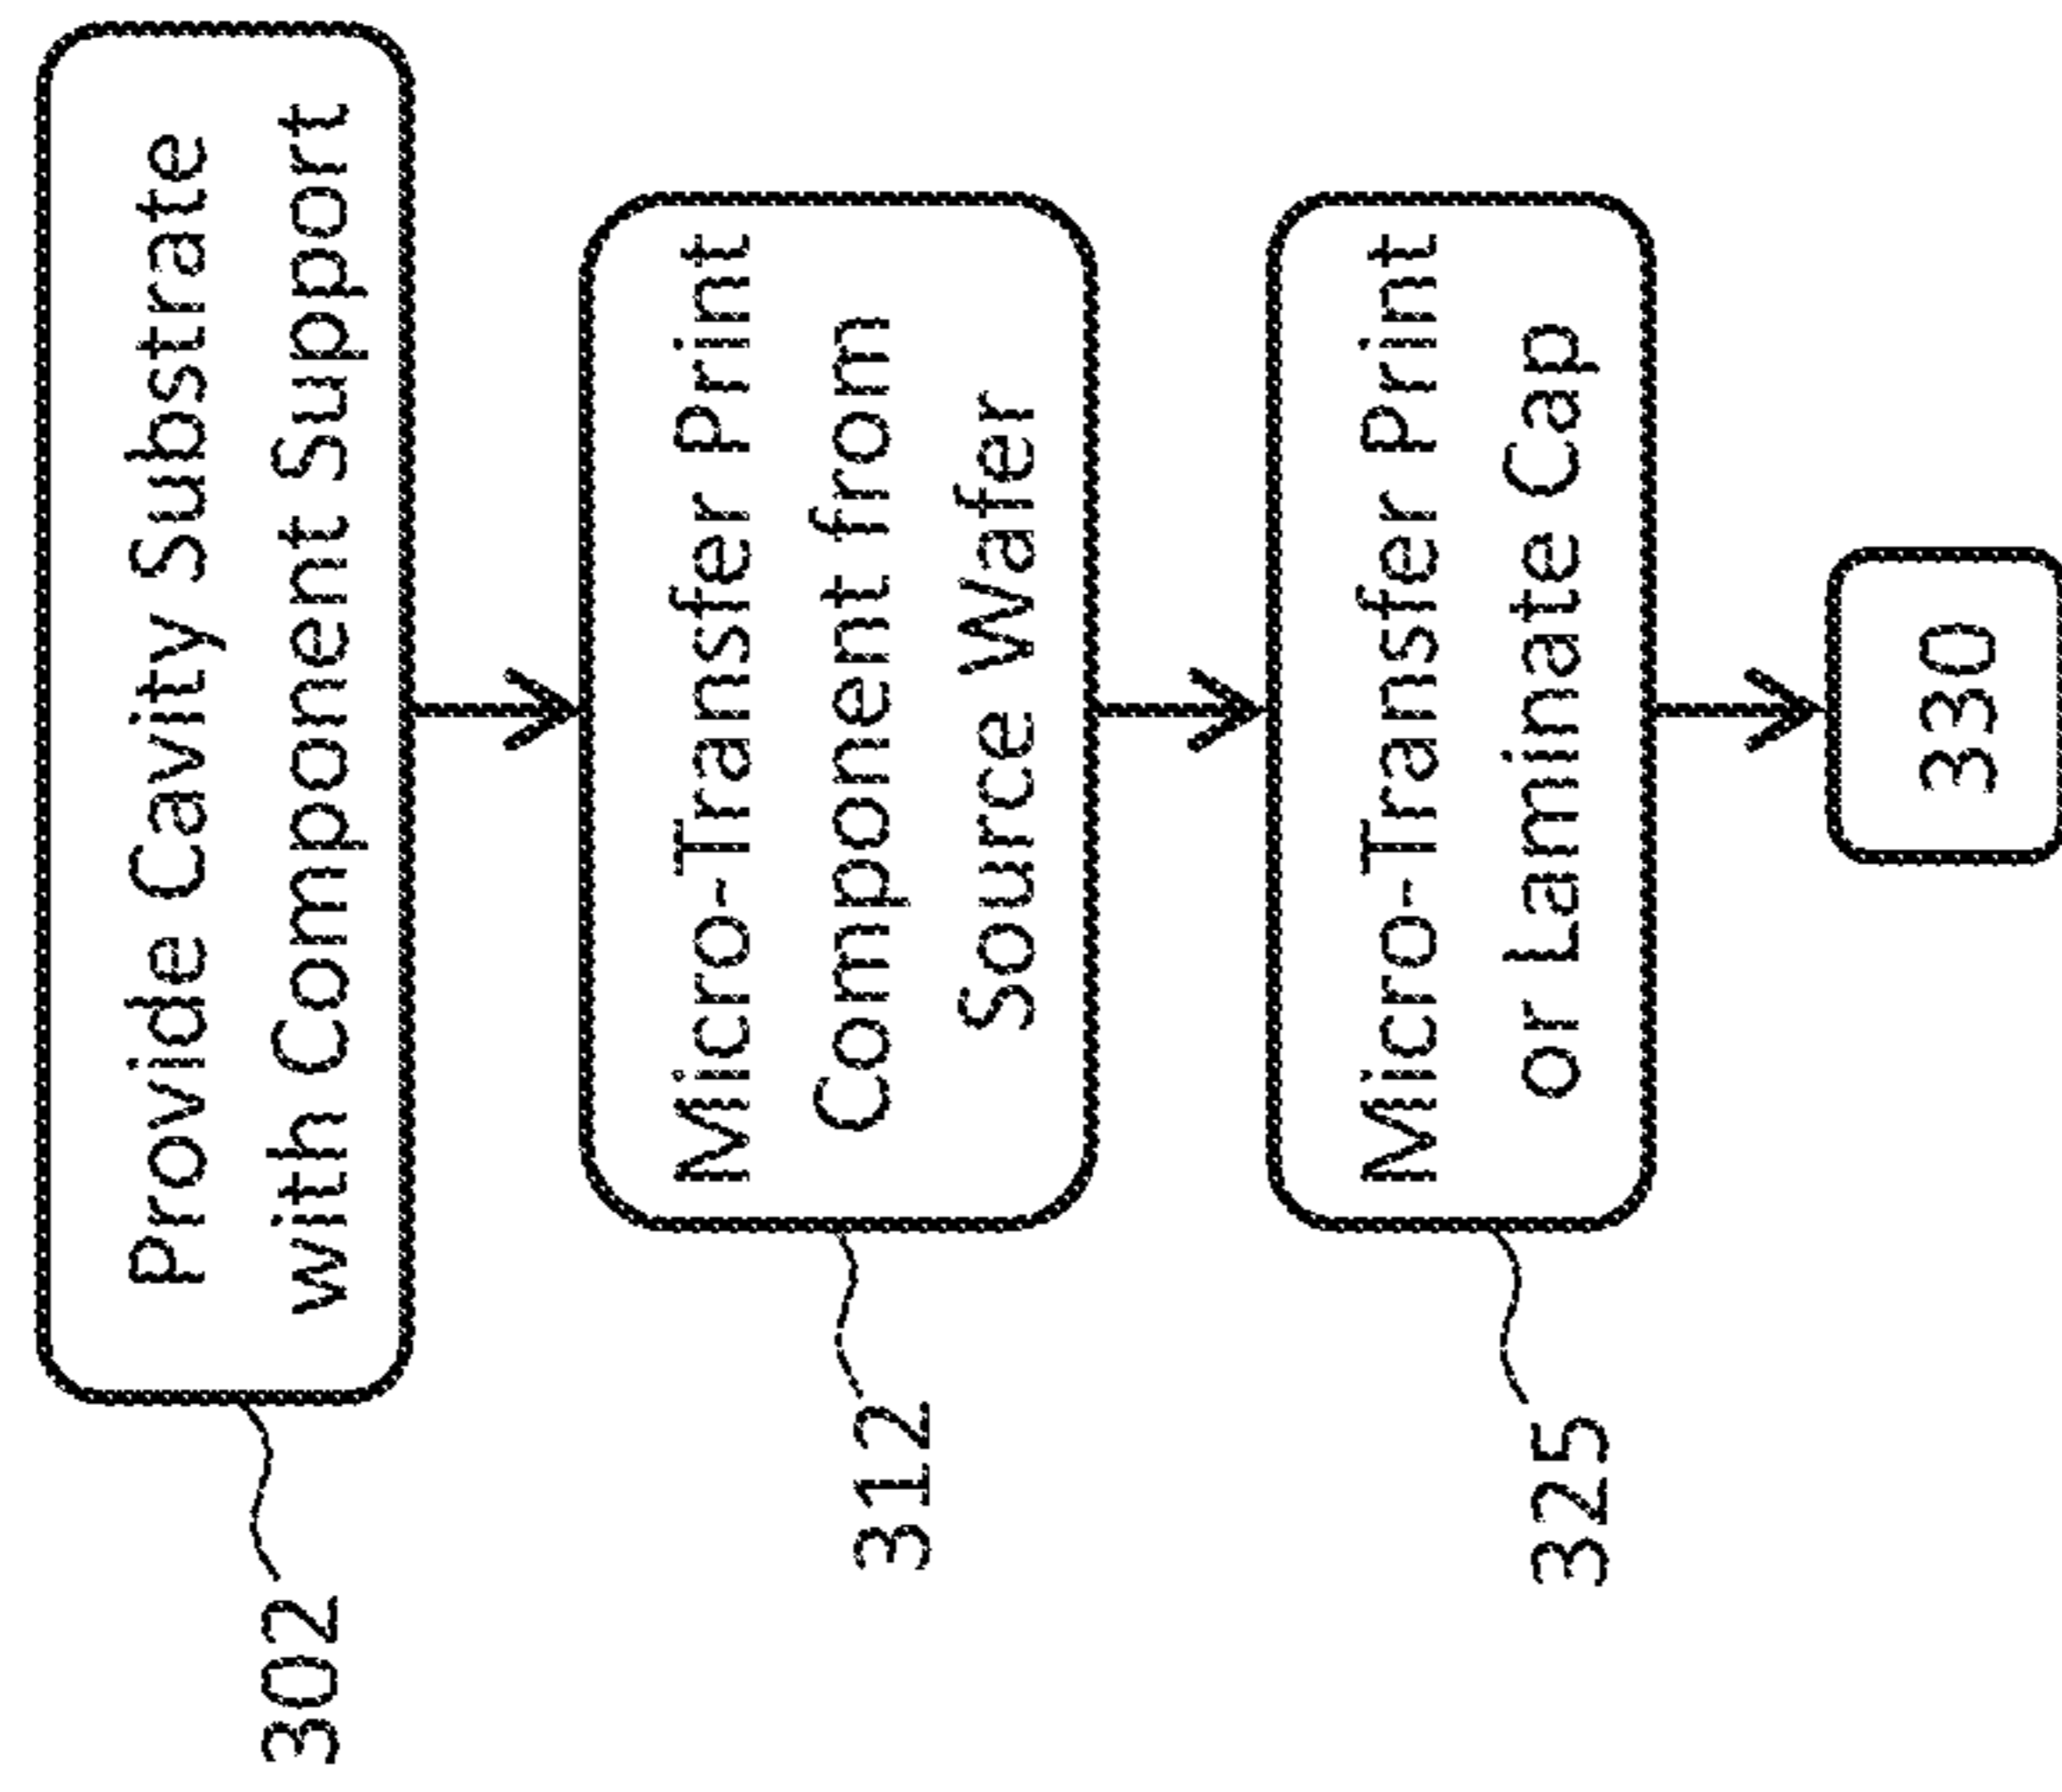 302
Provide Cavity Substrate
with Component Support
312
Micro-Transfer Print
Component from
Source Wafer
325
Micro-Transfer Print
or Laminate Cap
330